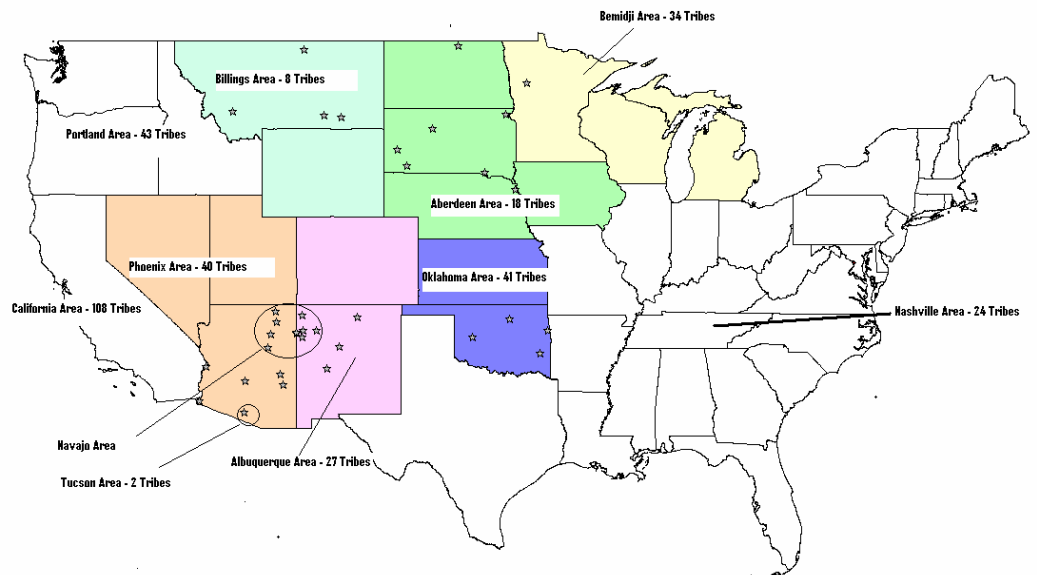 Bemidji Area - 34 Tribes
Billings Area - 8 Tribes
Portland Area - 43 Tribes
Aberdeen Area - 18 Tribes
Phoenix Area - 40 Tribes
Oklahoma Area - 41 Tribes
California Area - 108 Tribes
Nashville Area - 24 Tribes
Navajo Area
Albuquerque Area - 27 Tribes
Tucson Area - 2 Tribes